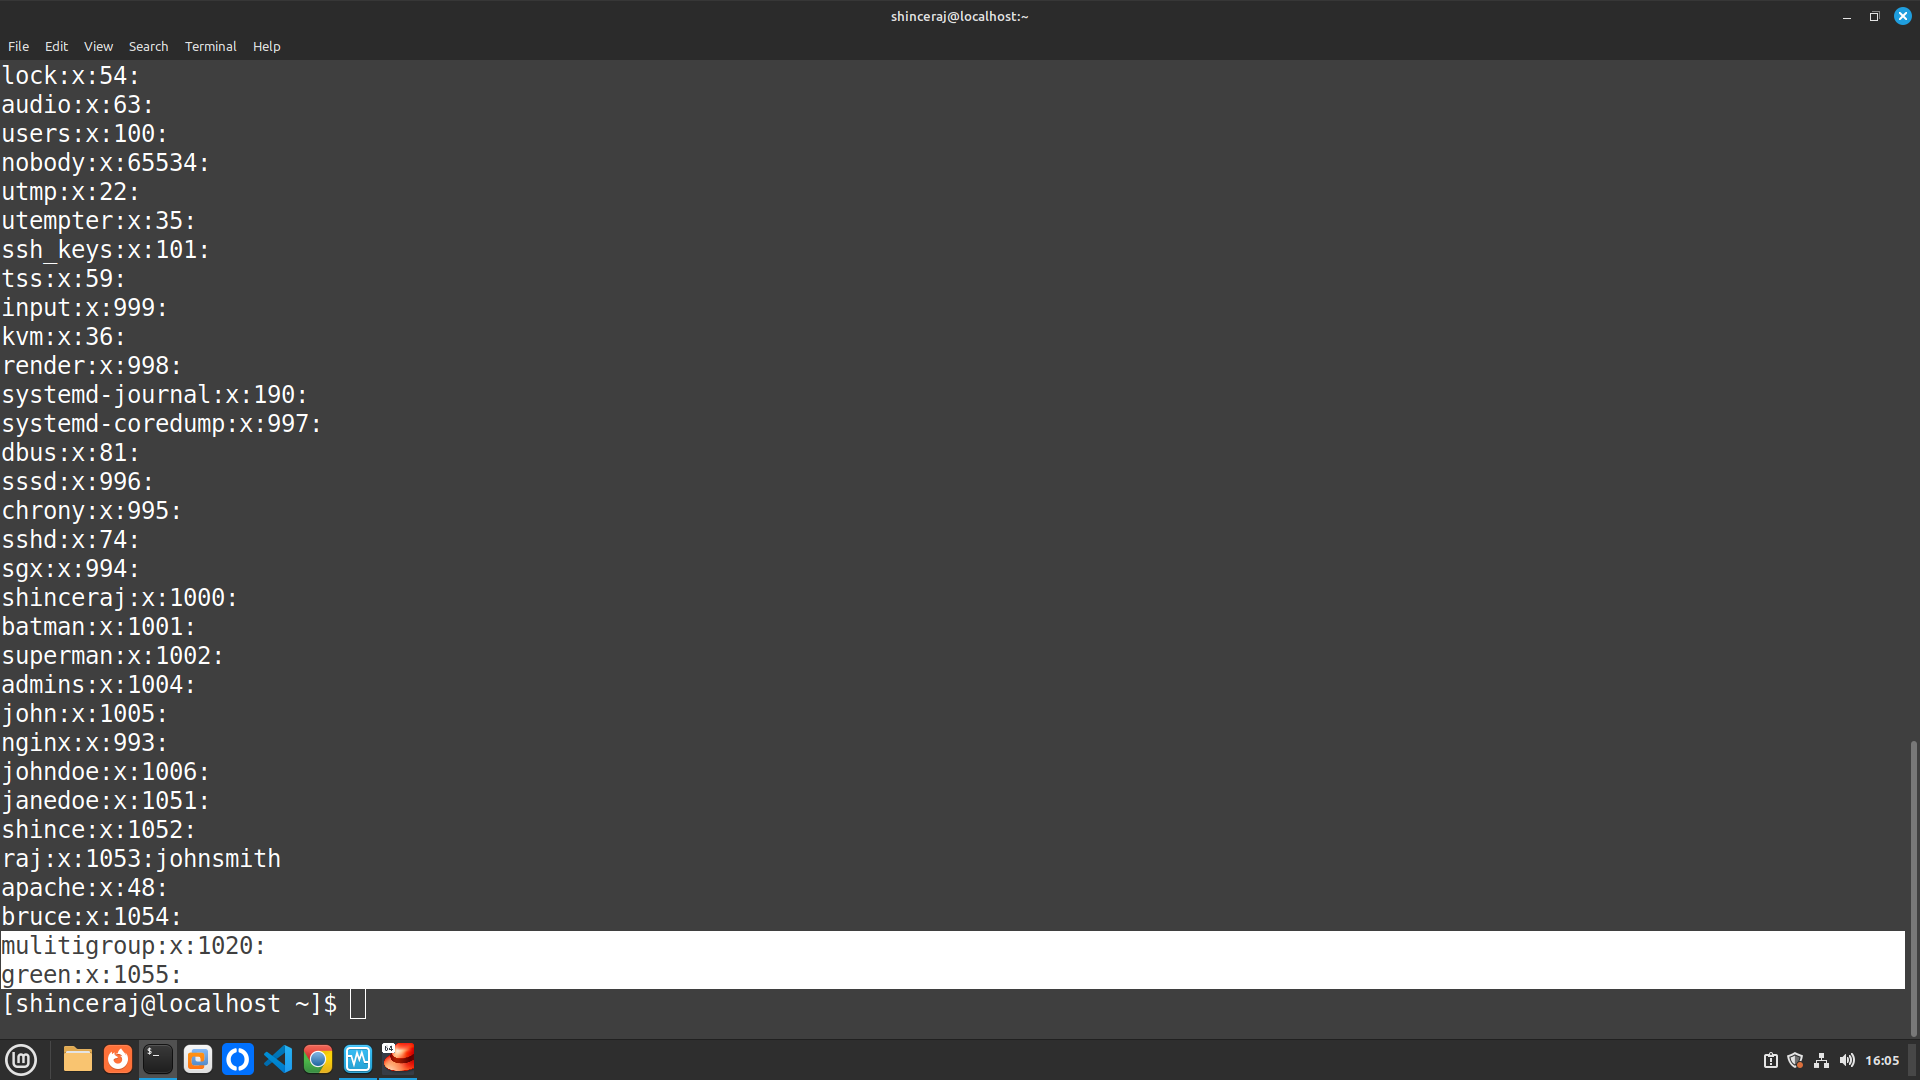 shinceraj@localhost:~
File Edit View Search Terminal Help
lock:x:54:
audio:x:63:
users:x:100:
nobody:x:65534:
utmp:x:22:
utempter:x:35:
ssh_keys:x:101:
tss:x:59:
input:x:999:
kvm:x:36:
render:x:998:
systemd-journal:x:190:
systemd-coredump:x:997:
dbus:x:81:
sssd:x:996:
chrony:x:995:
sshd:x:74:
sgx:x:994:
shinceraj:x:1000:
batman:x:1001:
superman:x:1002:
admins:x:1004:
john:x:1005:
nginx:x:993:
johndoe:x:1006:
janedoe:x:1051:
shince:x:1052:
raj:x:1053:johnsmith
apache:x:48:
bruce:x:1054:
mulitigroup:x:1020:
green:x:1055:
[shinceraj@localhost ~]$
64
16:05